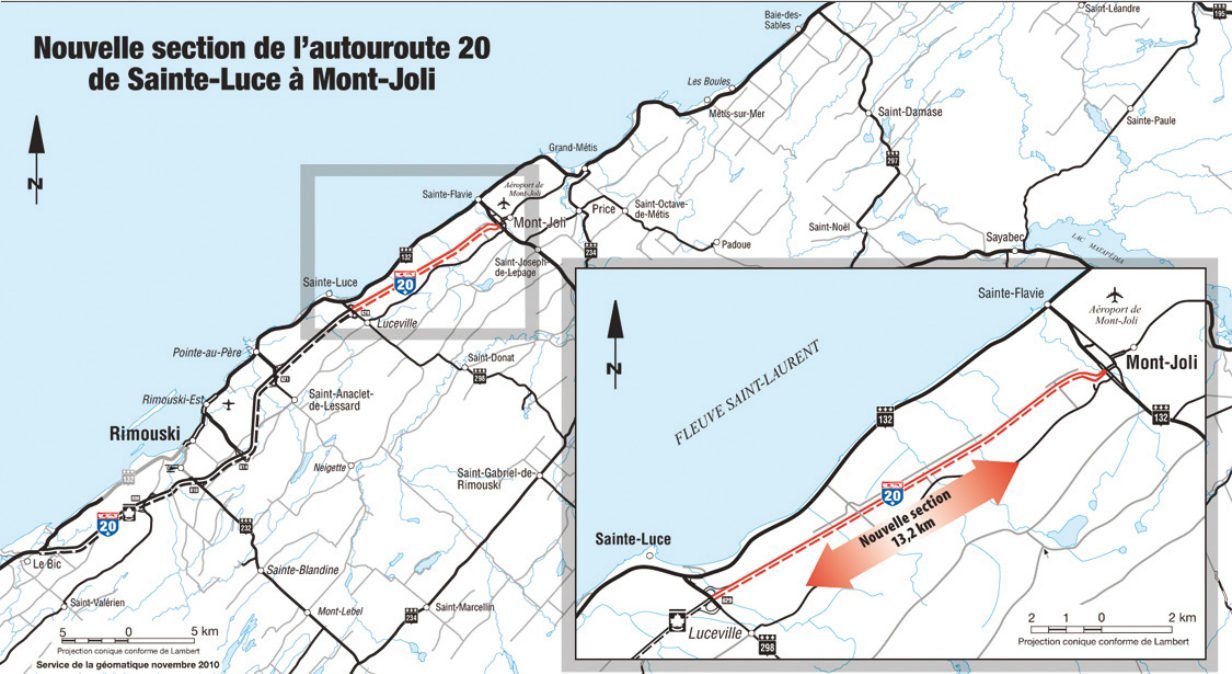 Nouvelle section de l'autouroute 20
de Sainte-Luce à Mont-Joli
N
Baie-des-
Sables
Saint-Léandre
195
Les Boules
Métis-sur-Mer
Saint-Damase
Sainte-Paule
297
Grand-Métis
Sainte-Flavie
Aéroport de
Mont-Joli
Mont-Joli
Price
Saint-Octave-
de-Métis
Padoue
Saint-Noël
Sayabec
LAC MATAPÉDIA
132
234
Saint-Joseph-
de-Lepage
Sainte-Luce
20
Luceville
Pointe-au-Père
Saint-Donat
298
Rimouski-Est
Saint-Anaclet-
de-Lessard
Rimouski
Neigette
132
Saint-Gabriel-de-
Rimouski
20
232
Le Bic
Sainte-Blandine
Saint-Valérien
Mont-Lebel
234
Saint-Marcellin
5 0 5 km
Projection conique conforme de Lambert
Service de la géomatique novembre 2010
Sainte-Flavie
Aéroport de
Mont-Joli
N
FLEUVE SAINT-LAURENT
Mont-Joli
132
132
20
Nouvelle section
13,2 km
Sainte-Luce
Luceville
298
2 1 0 2 km
Projection conique conforme de Lambert